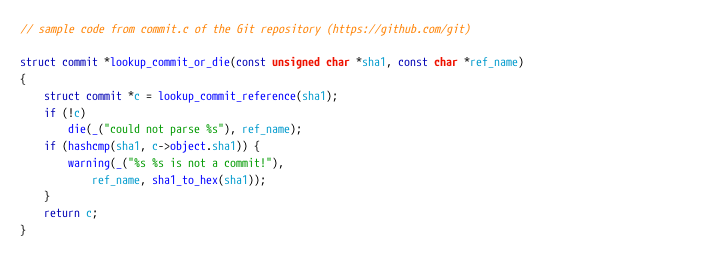 // sample code from commit.c of the Git repository (https://github.com/git)

struct commit *lookup_commit_or_die(const unsigned char *sha1, const char *ref_name)
{
    struct commit *c = lookup_commit_reference(sha1);
    if (!c)
        die(_("could not parse %s"), ref_name);
    if (hashcmp(sha1, c->object.sha1)) {
        warning(_("%s %s is not a commit!"),
            ref_name, sha1_to_hex(sha1));
    }
    return c;
}